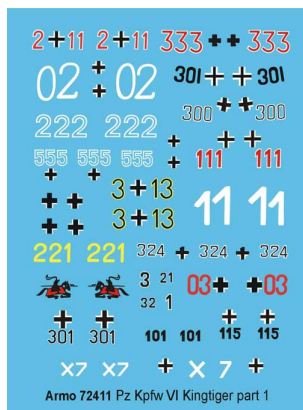 2+11 2+11 333 ++ 333
02 + 02 301 ++ 301
300 ++ 300
222 222
555 555 555 111 111
3+13
3+13
11 11
221 221 324 + 324 + 324
3 21
32 1
03 + + 03
301 301 101 101 115 115
x7 x7 + X 7 +
Armo 72411 Pz Kpfw VI Kingtiger part 1